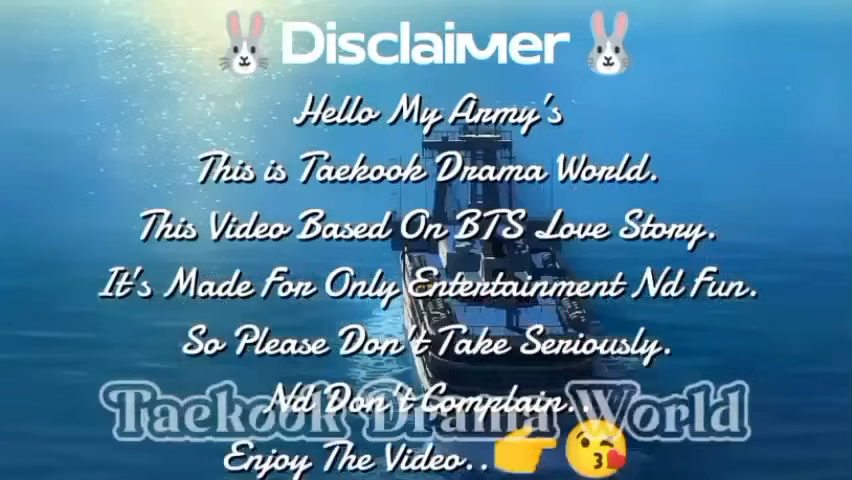 🐰 Disclaimer 🐰
Hello My Army's
This is Taekook Drama World.
This Video Based On BTS Love Story.
It's Made For Only Entertainment Nd Fun.
So Please Don't Take Seriously.
Nd Don't Complain..
Taekook Drama World
Enjoy The Video..👉😘